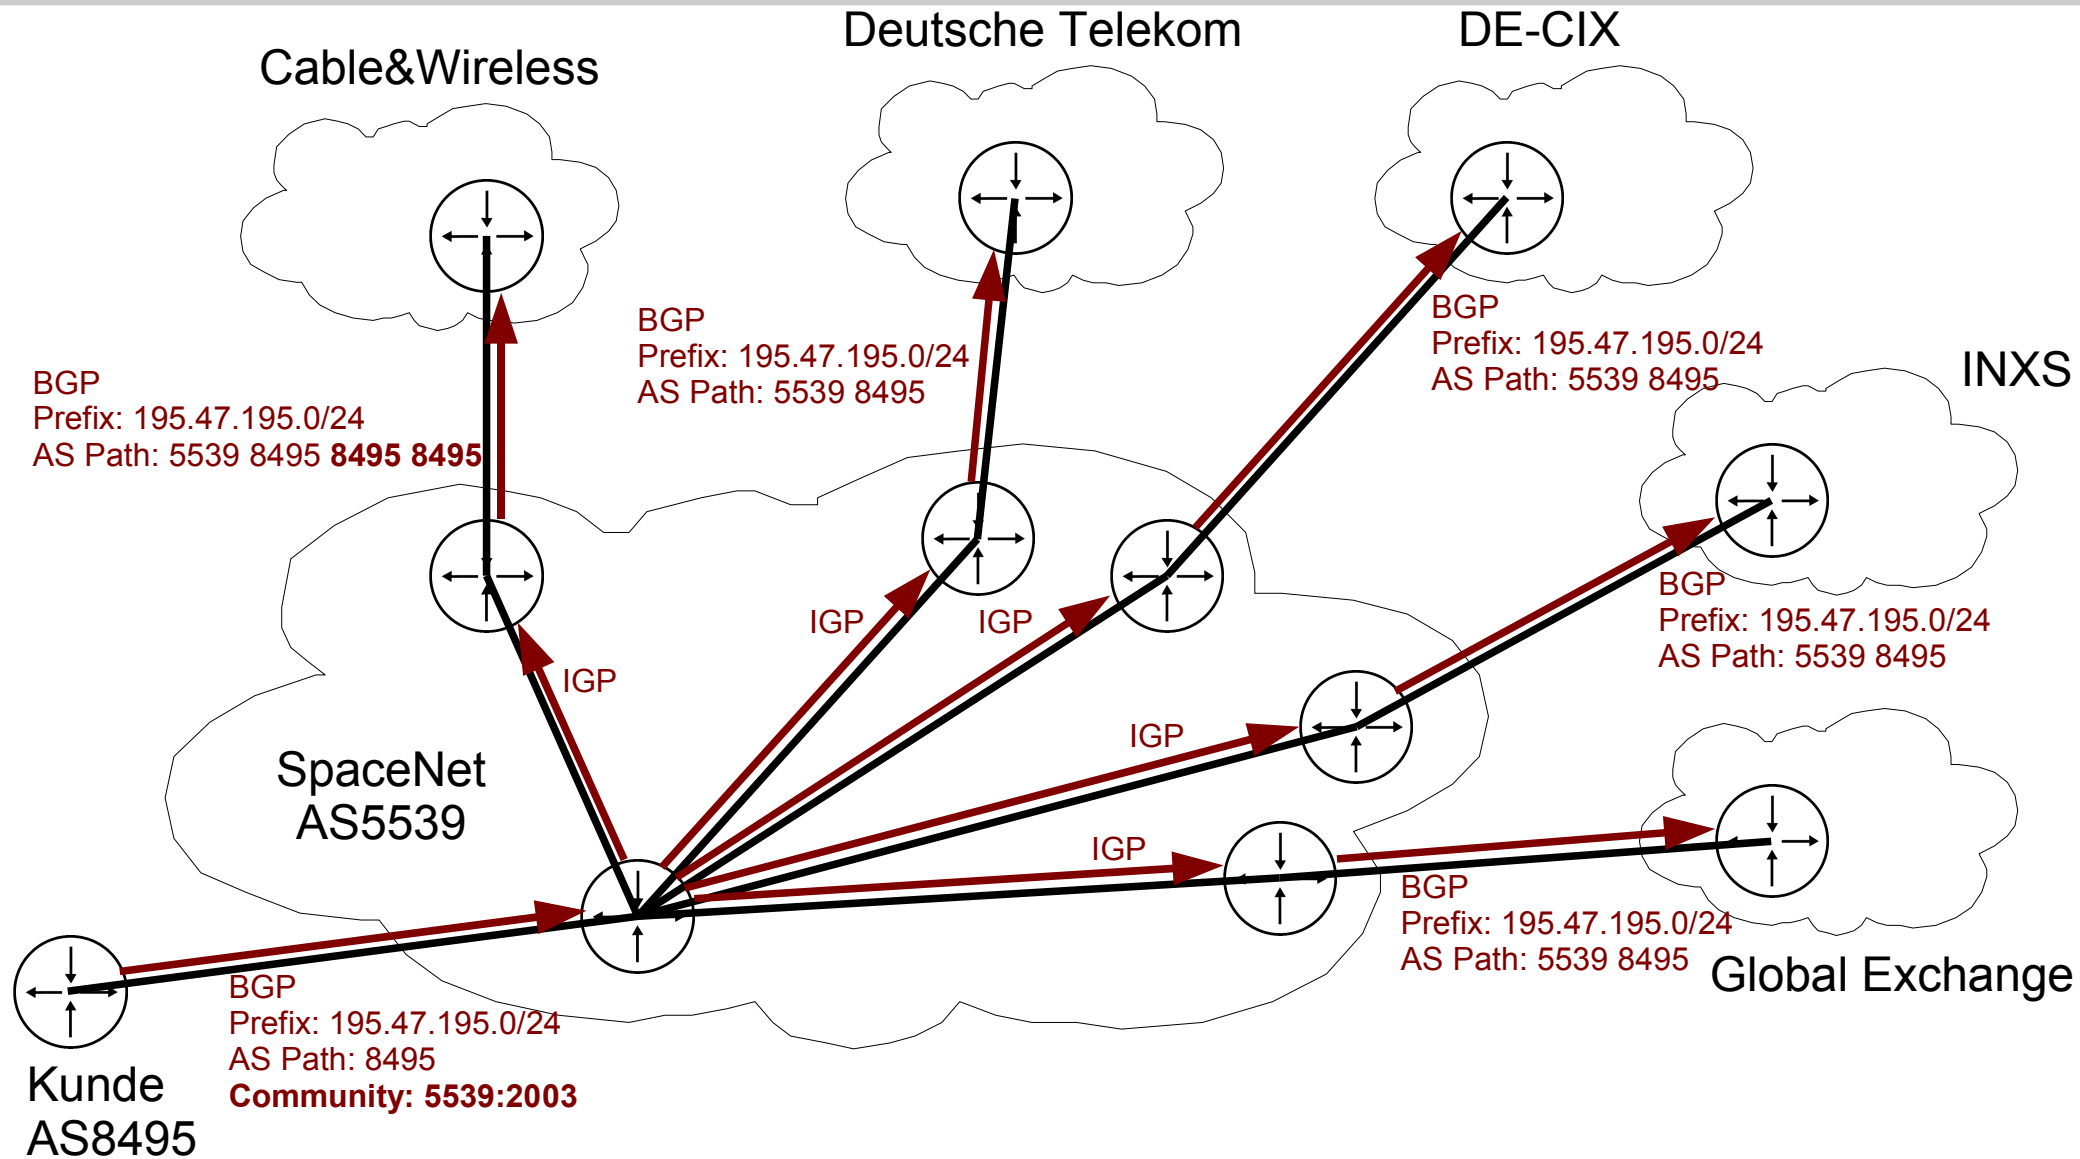 Deutsche Telekom
DE-CIX
Cable&Wireless
BGP
Prefix: 195.47.195.0/24
AS Path: 5539 8495
BGP
Prefix: 195.47.195.0/24
AS Path: 5539 8495
INXS
BGP
Prefix: 195.47.195.0/24
AS Path: 5539 8495 8495 8495
IGP
IGP
IGP
BGP
Prefix: 195.47.195.0/24
AS Path: 5539 8495
IGP
SpaceNet
AS5539
IGP
BGP
Prefix: 195.47.195.0/24
AS Path: 5539 8495
Global Exchange
BGP
Prefix: 195.47.195.0/24
AS Path: 8495
Community: 5539:2003
Kunde
AS8495